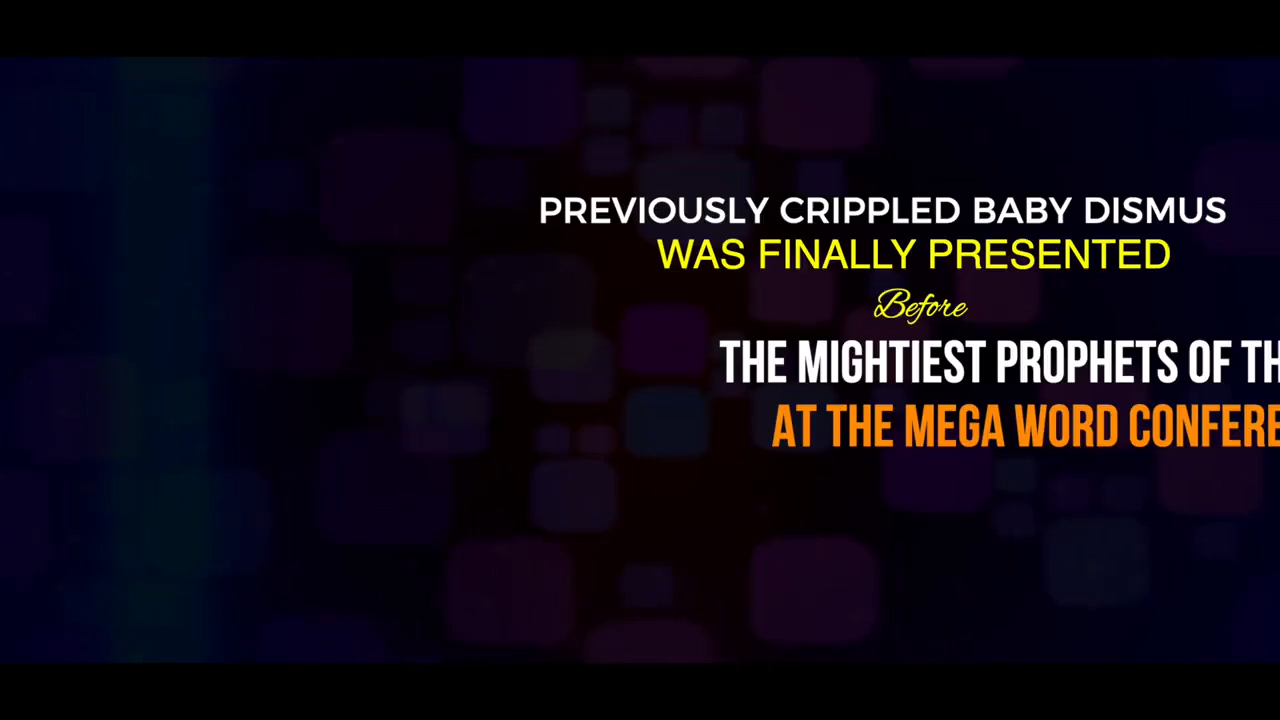 PREVIOUSLY CRIPPLED BABY DISMUS
WAS FINALLY PRESENTED
Before
THE MIGHTIEST PROPHETS OF
AT THE MEGA WORD